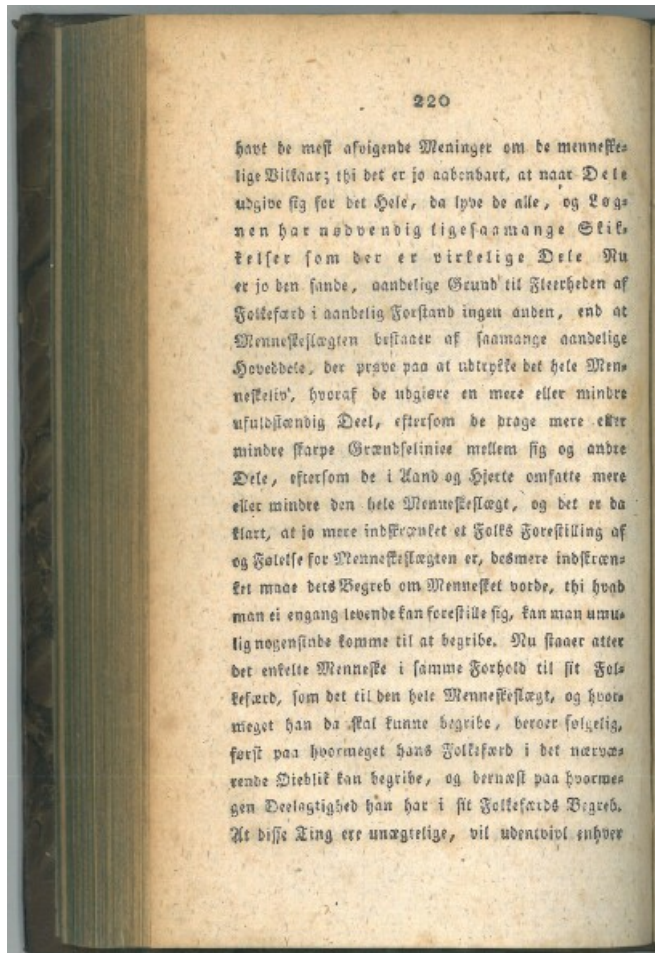 220
havt de mest afvigende Meninger om de menneske-
lige Vilkaar; thi det er jo aabenbart, at naar Dele
udgive sig for det Hele, da lyve de alle, og Løg-
nen har nødvendig ligesaamange Skik-
kelser som der er virkelige Dele Nu
er jo den sande, aandelige Grund til Fleerheden af
Folkefærd i aandelig Forstand ingen anden, end at
Menneskeslægten bestaaer af saamange aandelige
Hoveddele, der prøve paa at udtrykke det hele Men-
neskeliv, hvoraf de udgiøre en mere eller mindre
ufuldstændig Deel, eftersom de drage mere eller
mindre skarpe Grændselinier mellem sig og andre
Dele, eftersom de i Aand og Hjerte omfatte mere
eller mindre den hele Menneskeslægt, og det er da
klart, at jo mere indskrænket et Folks Forestilling af
og Følelse for Menneskeslægten er, desmere indskræn-
ket maae dets Begreb om Mennesket vorde, thi hvad
man ei engang levende kan forestille sig, kan man umu-
lig nogensinde komme til at begribe. Nu staaer atter
det enkelte Menneske i samme Forhold til sit Fol-
kefærd, som det til den hele Menneskeslægt, og hvor-
meget han da skal kunne begribe, beroer følgelig,
først paa hvormeget hans Folkefærd i det nærvæ-
rende Øieblik kan begribe, og dernæst paa hvorme-
gen Deelagtighed han har i sit Folkefærds Begreb.
At disse Ting ere unægtelige, vil udentvivl enhver